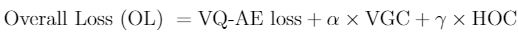 Overall Loss (OL) = VQ-AE loss + α × VGC + γ × HOC